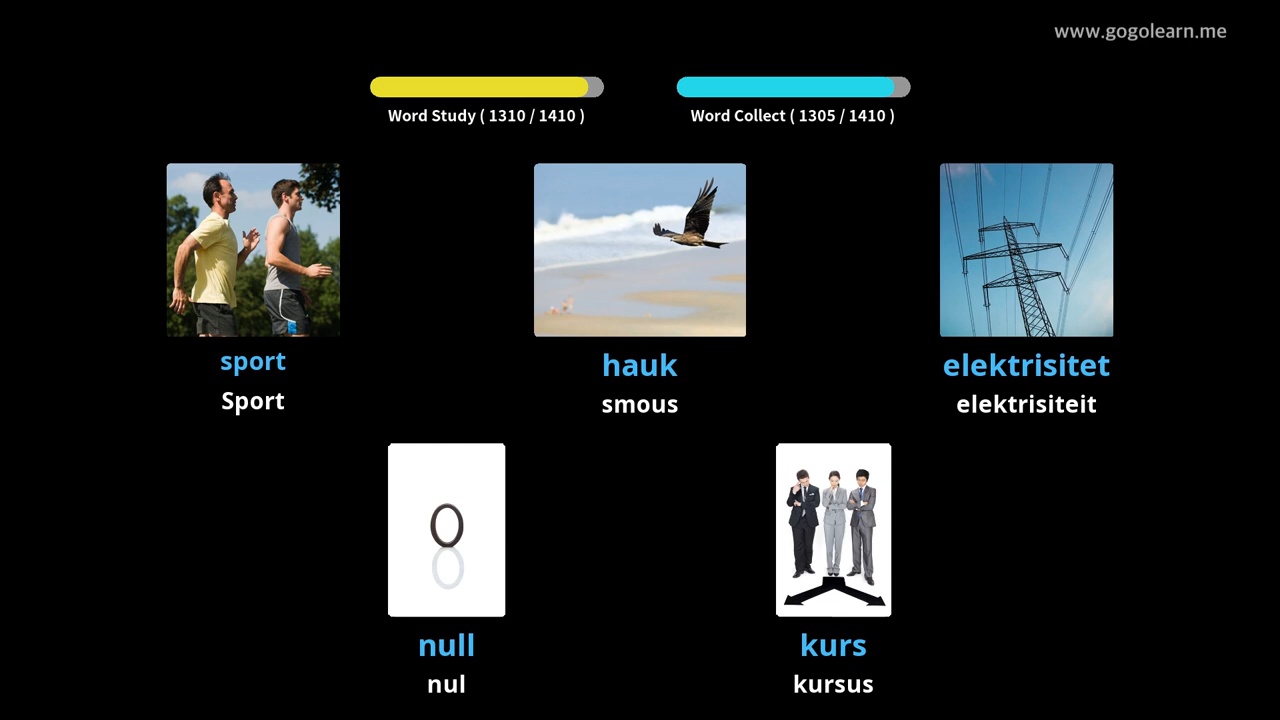 www.gogolearn.me
Word Study ( 1310 / 1410 )
Word Collect ( 1305 / 1410 )
sport
Sport
hauk
smous
elektrisitet
elektrisiteit
null
nul
kurs
kursus